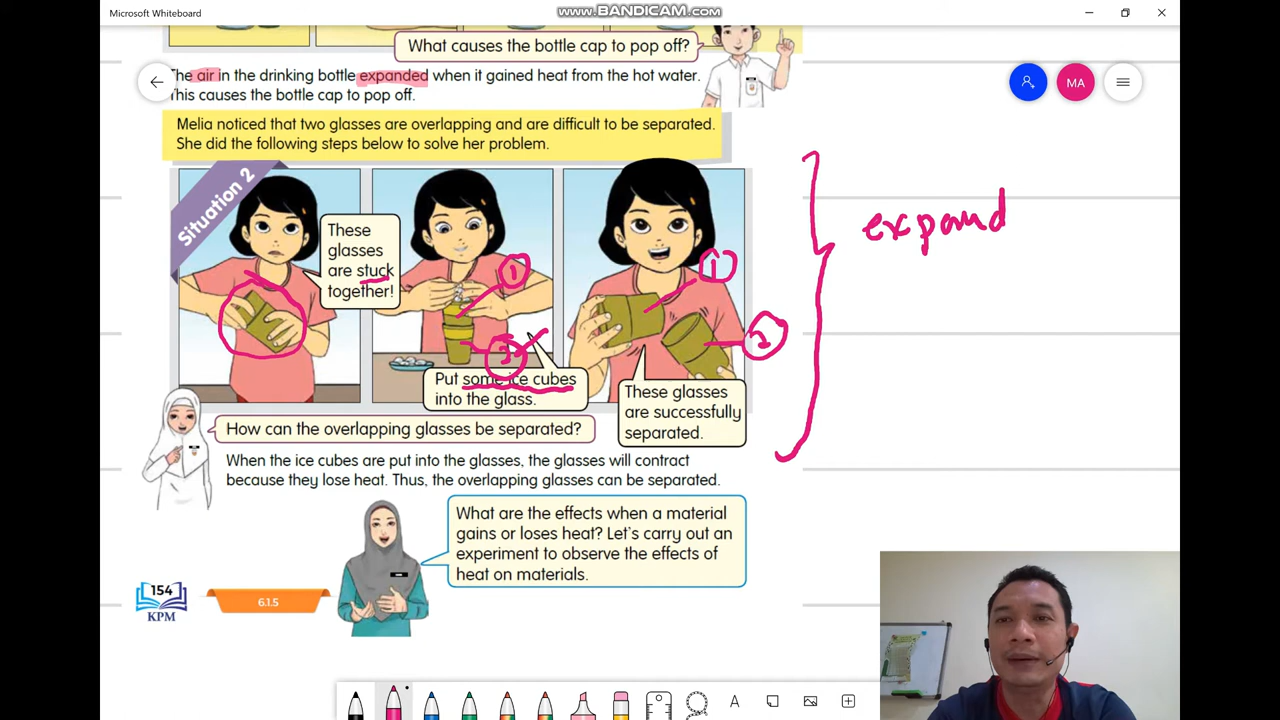 Microsoft Whiteboard
www.BANDICAM.com
What causes the bottle cap to pop off?
The air in the drinking bottle expanded when it gained heat from the hot water.
This causes the bottle cap to pop off.
MA
Melia noticed that two glasses are overlapping and are difficult to be separated.
She did the following steps below to solve her problem.
Situation 2
These
glasses
are stuck
together!
1
1
2
Put some ice cubes
into the glass.
These glasses
are successfully
separated.
expand
How can the overlapping glasses be separated?
When the ice cubes are put into the glasses, the glasses will contract
because they lose heat. Thus, the overlapping glasses can be separated.
What are the effects when a material
gains or loses heat? Let's carry out an
experiment to observe the effects of
heat on materials.
154
KPM
6.1.5
A